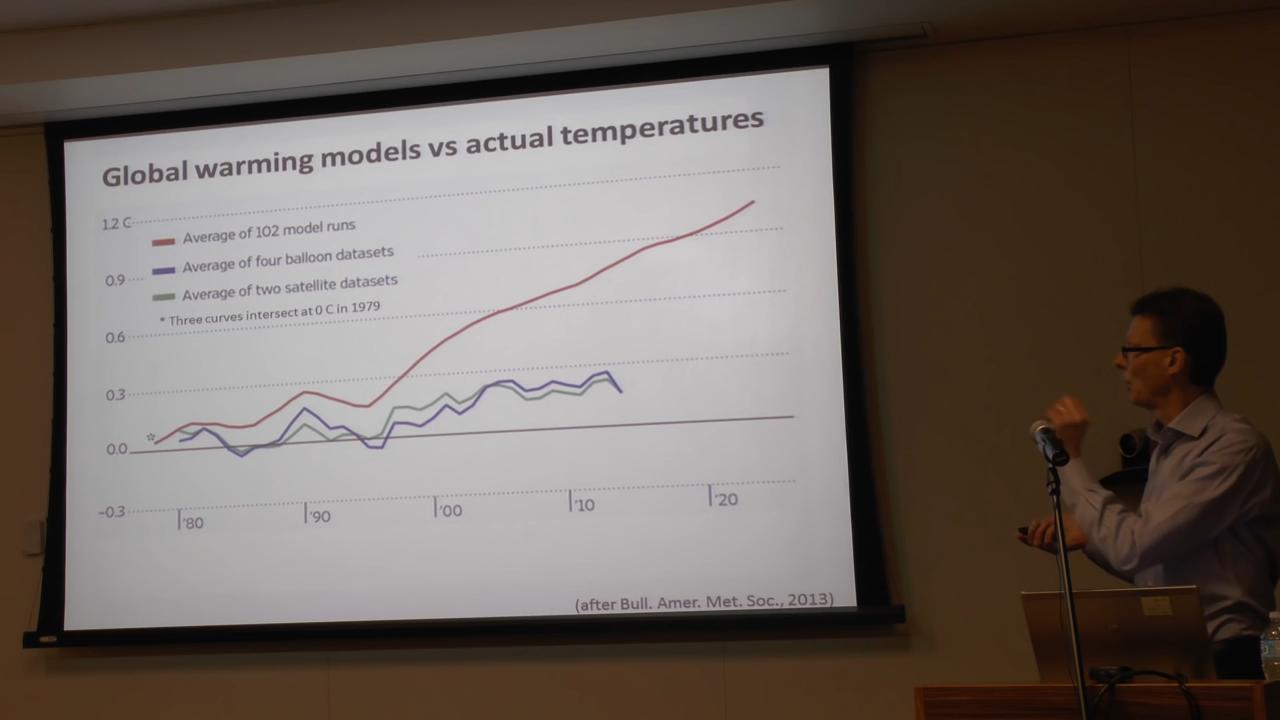 Global warming models vs actual temperatures
1.2 C
Average of 102 model runs
Average of four balloon datasets
0.9
Average of two satellite datasets
* Three curves intersect at 0 C in 1979
0.6
0.3
0.0
-0.3
'80
'90
'00
'10
'20
(after Bull. Amer. Met. Soc., 2013)